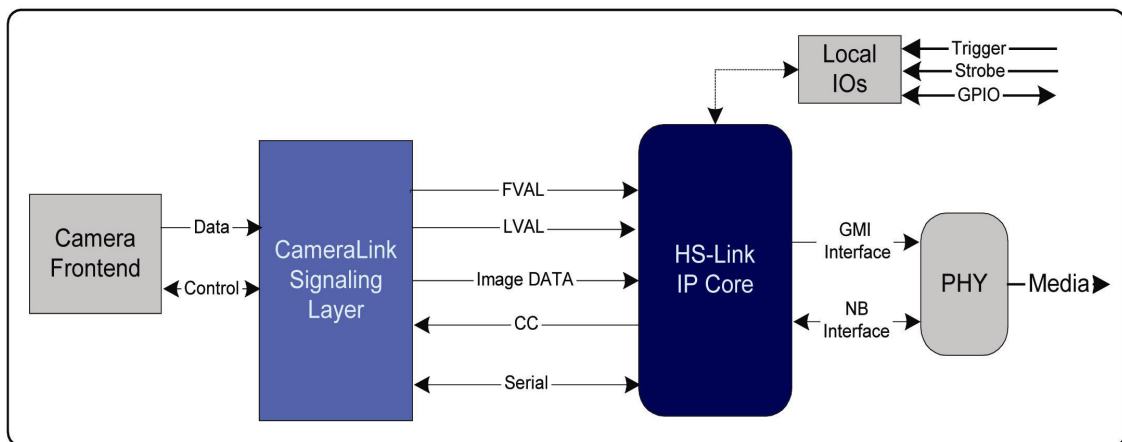 Local
IOs
Trigger
Strobe
GPIO
Camera
Frontend
Data
Control
CameraLink
Signaling
Layer
FVAL
LVAL
Image DATA
CC
Serial
HS-Link
IP Core
GMI
Interface
NB
Interface
PHY
Media